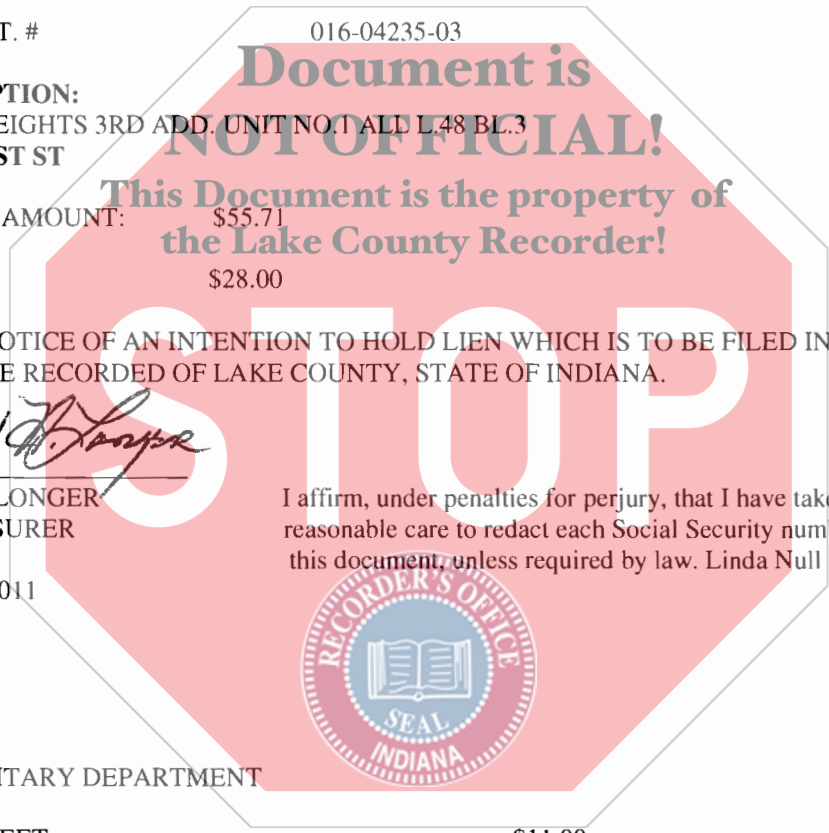 T. # 016-04235-03
Document is
PTION:
EIGHTS 3RD ADD. UNIT NO.1 ALL L.48 BL.3
NOT OFFICIAL!
ST ST
This Document is the property of
AMOUNT: $55.71
the Lake County Recorder!
$28.00
STOP
OTICE OF AN INTENTION TO HOLD LIEN WHICH IS TO BE FILED IN
E RECORDED OF LAKE COUNTY, STATE OF INDIANA.
LONGER I affirm, under penalties for perjury, that I have take
SURER reasonable care to redact each Social Security num
this document, unless required by law. Linda Null
011
RECORDER'S OFFICE
SEAL
INDIANA
ITARY DEPARTMENT